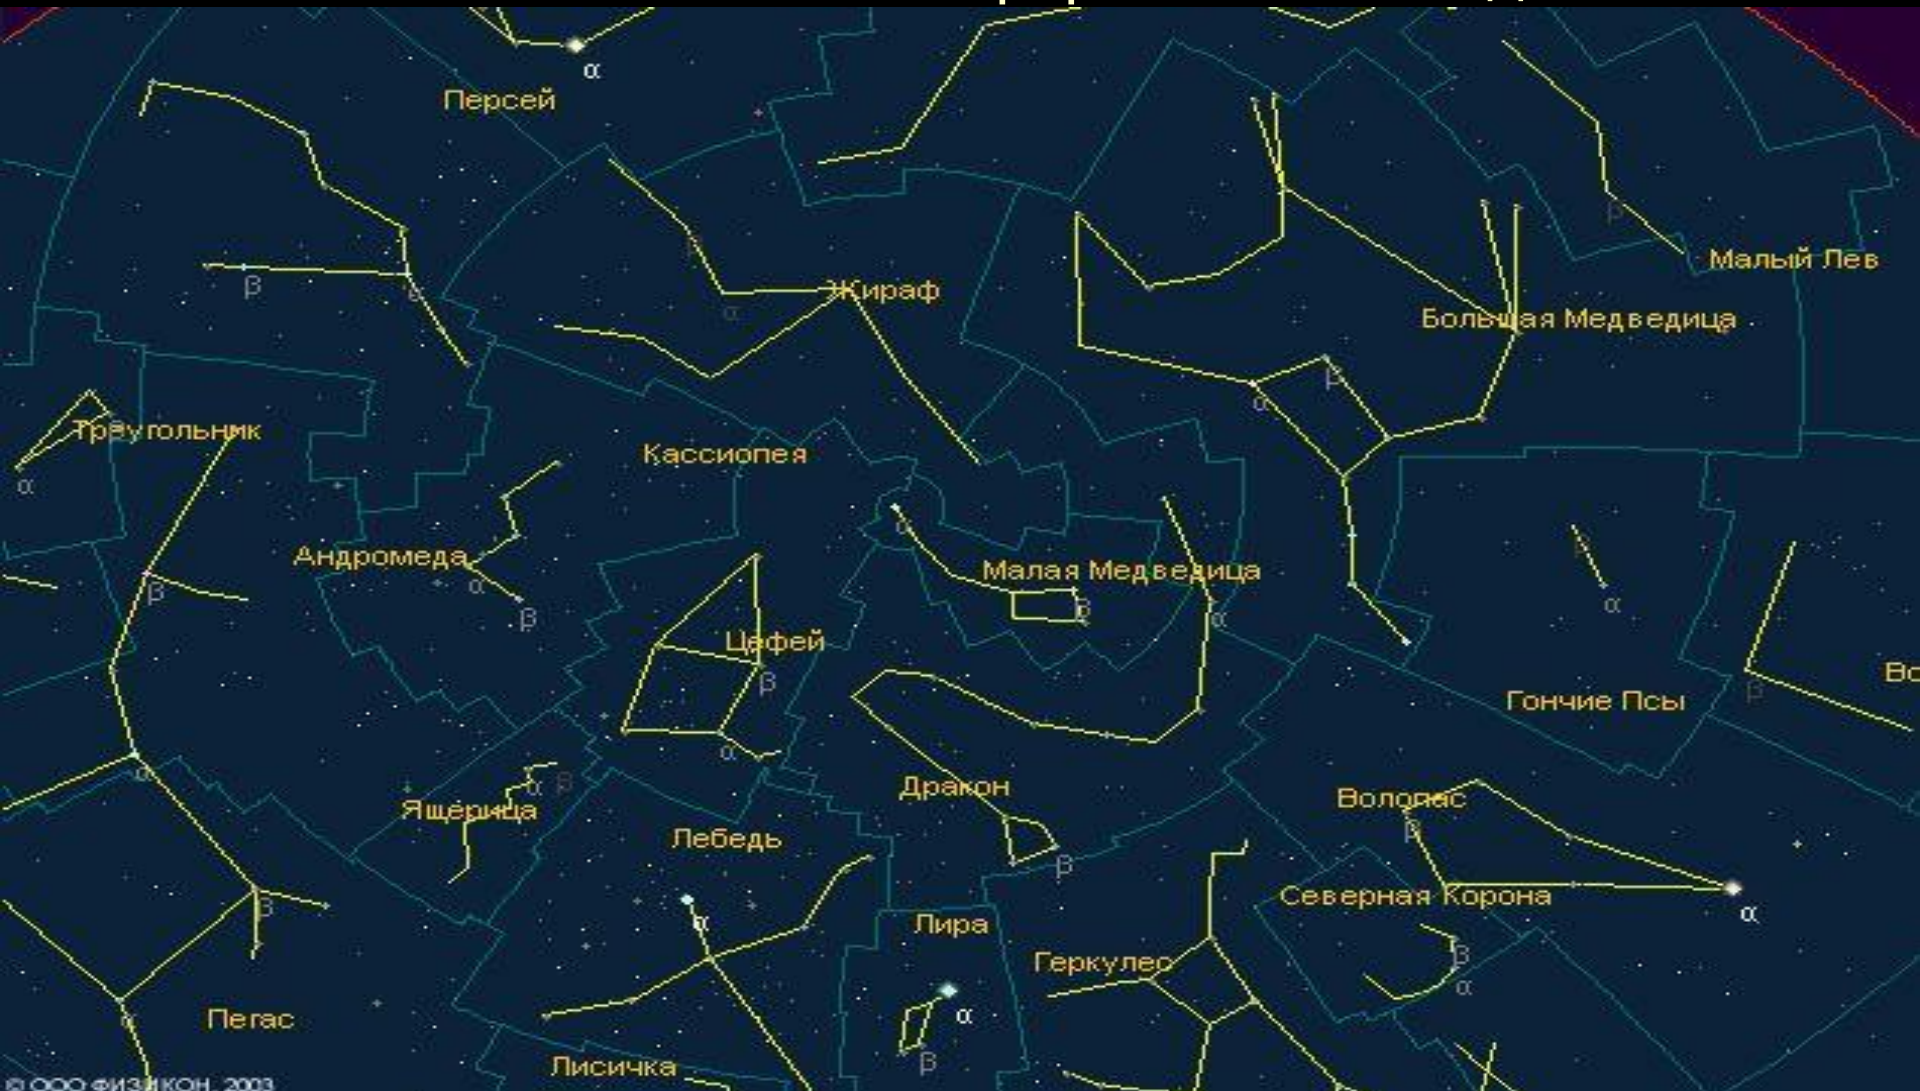 α
Персей
β
Малый Лев
β
ε
β
α
Жираф
Большая Медведица
β
α
Треугольник
α
Кассиопея
α
Андромеда
α
β
β
Малая Медведица
β
α
β
α
Цефей
β
α
Гончие Псы
β
α
α
β
Ящерица
Дракон
Волопас
β
Лебедь
β
α
Северная Корона
α
Лира
β
Геркулес
β
α
α
Пегас
α
β
Лисичка
© ООО ФИЗИКОН, 2003